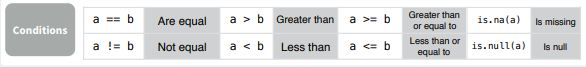 Conditions
a == b Are equal a > b Greater than a >= b Greater than or equal to is.na(a) Is missing
a != b Not equal a < b Less than a <= b Less than or equal to is.null(a) Is null